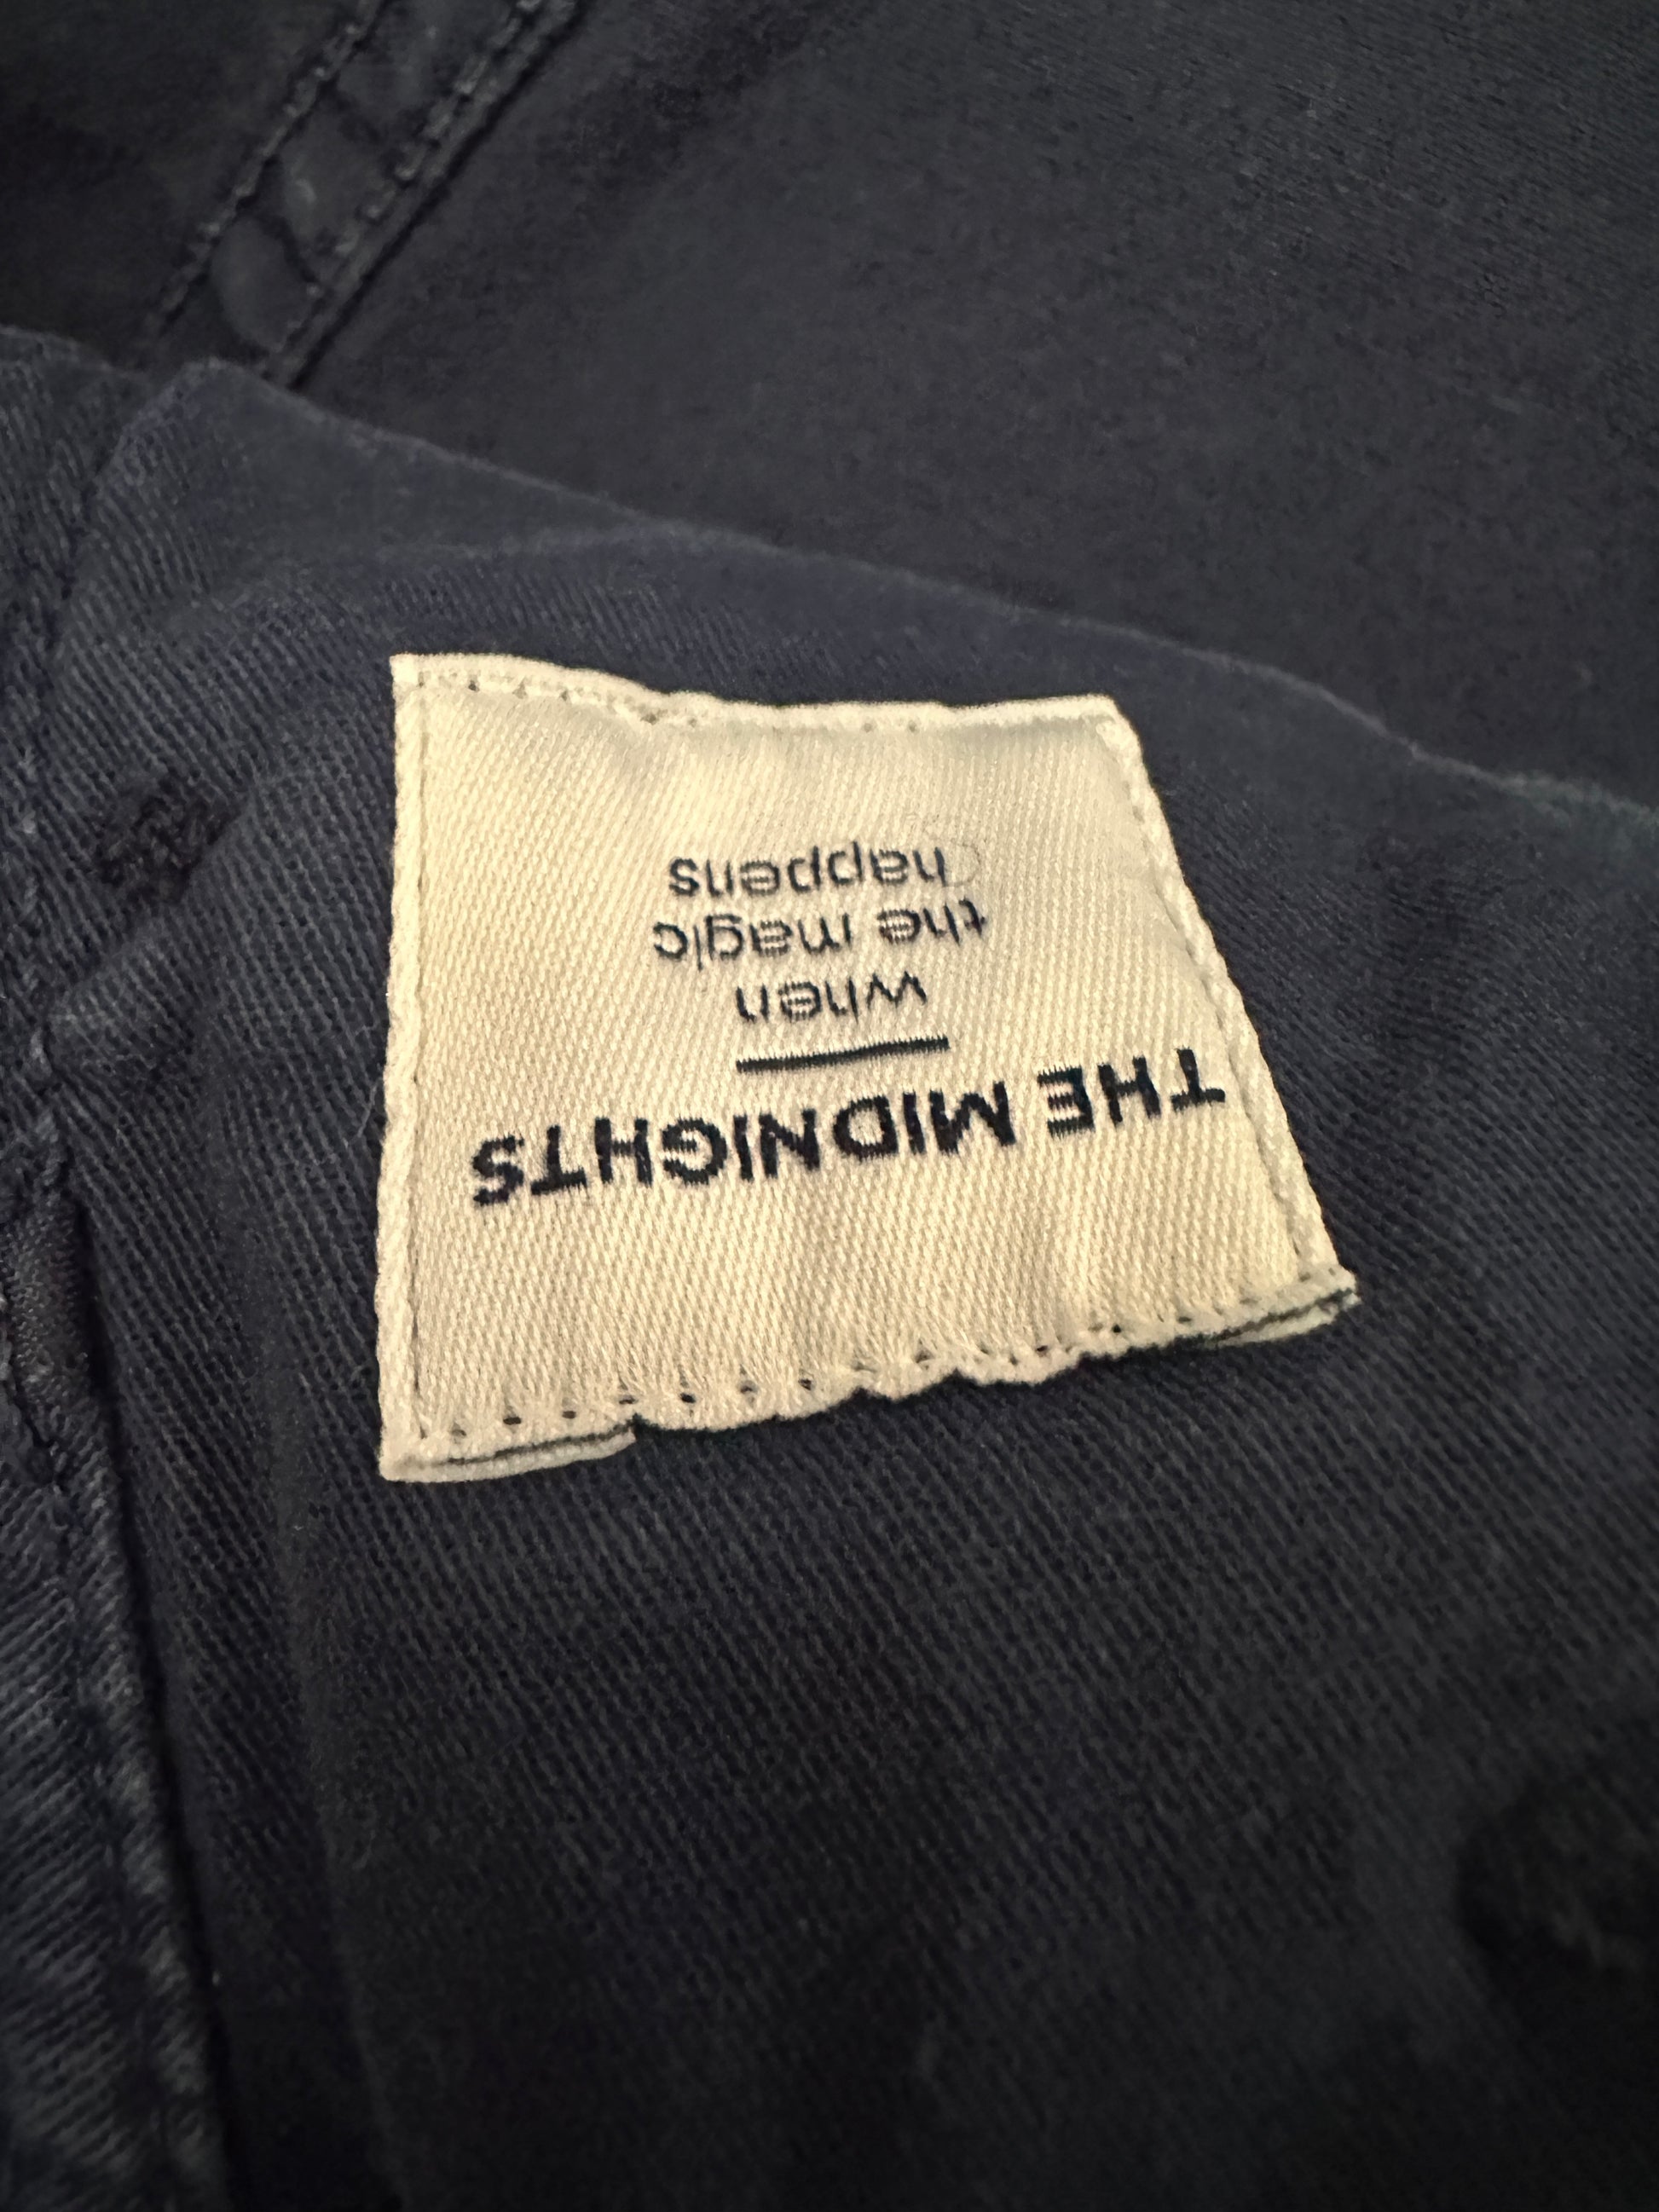 THE MIDNIGHTS
when
the magic
happens